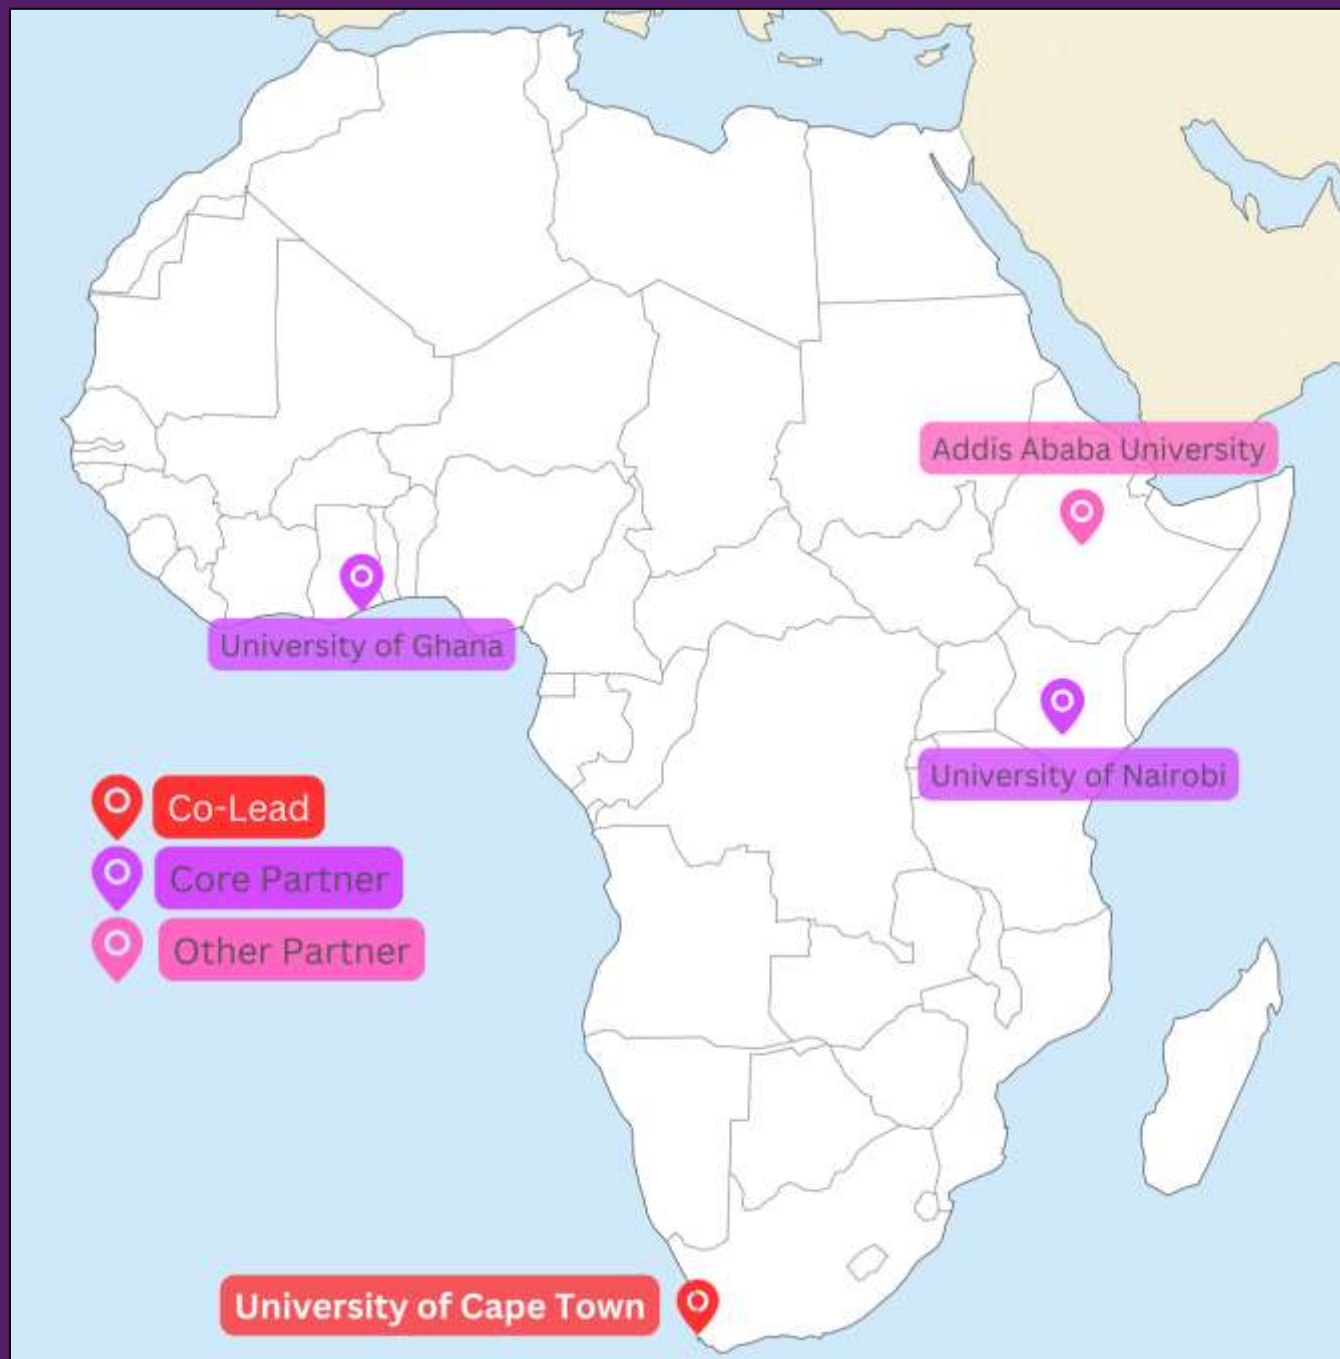 Addis Ababa University
University of Ghana
University of Nairobi
Co-Lead
Core Partner
Other Partner
University of Cape Town